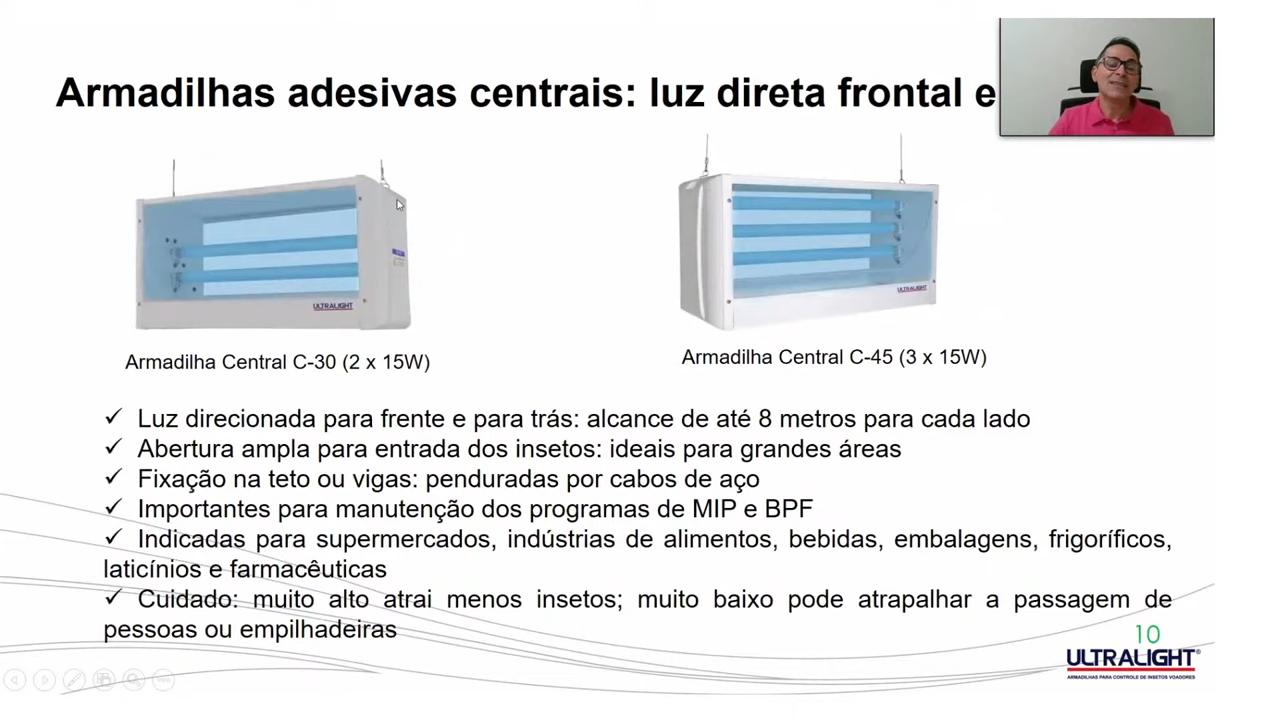 Armadilhas adesivas centrais: luz direta frontal e
ULTRALIGHT
ULTRALIGHT
Armadilha Central C-30 (2 x 15W)
Armadilha Central C-45 (3 x 15W)
✓ Luz direcionada para frente e para trás: alcance de até 8 metros para cada lado
✓ Abertura ampla para entrada dos insetos: ideais para grandes áreas
✓ Fixação na teto ou vigas: penduradas por cabos de aço
✓ Importantes para manutenção dos programas de MIP e BPF
✓ Indicadas para supermercados, indústrias de alimentos, bebidas, embalagens, frigoríficos,
laticínios e farmacêuticas
✓ Cuidado: muito alto atrai menos insetos; muito baixo pode atrapalhar a passagem de
pessoas ou empilhadeiras
10
ULTRALIGHT®
ARMADILHAS PARA CONTROLE DE INSETOS VOADORES